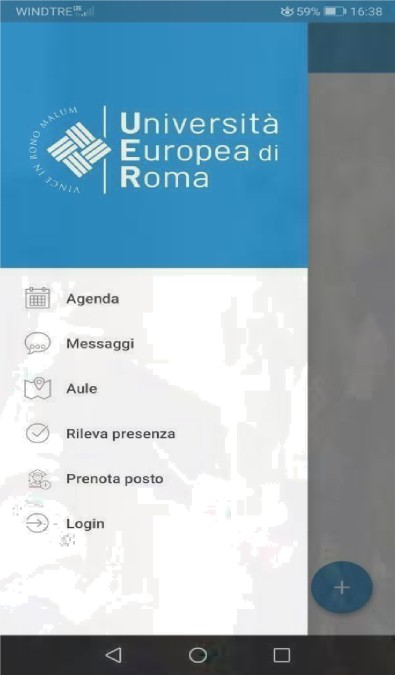 WINDTRE LTE 59% 16:38
VINCE IN BONO MALUM
Università
Europea di
Roma
Agenda
Messaggi
Aule
Rileva presenza
Prenota posto
Login
+